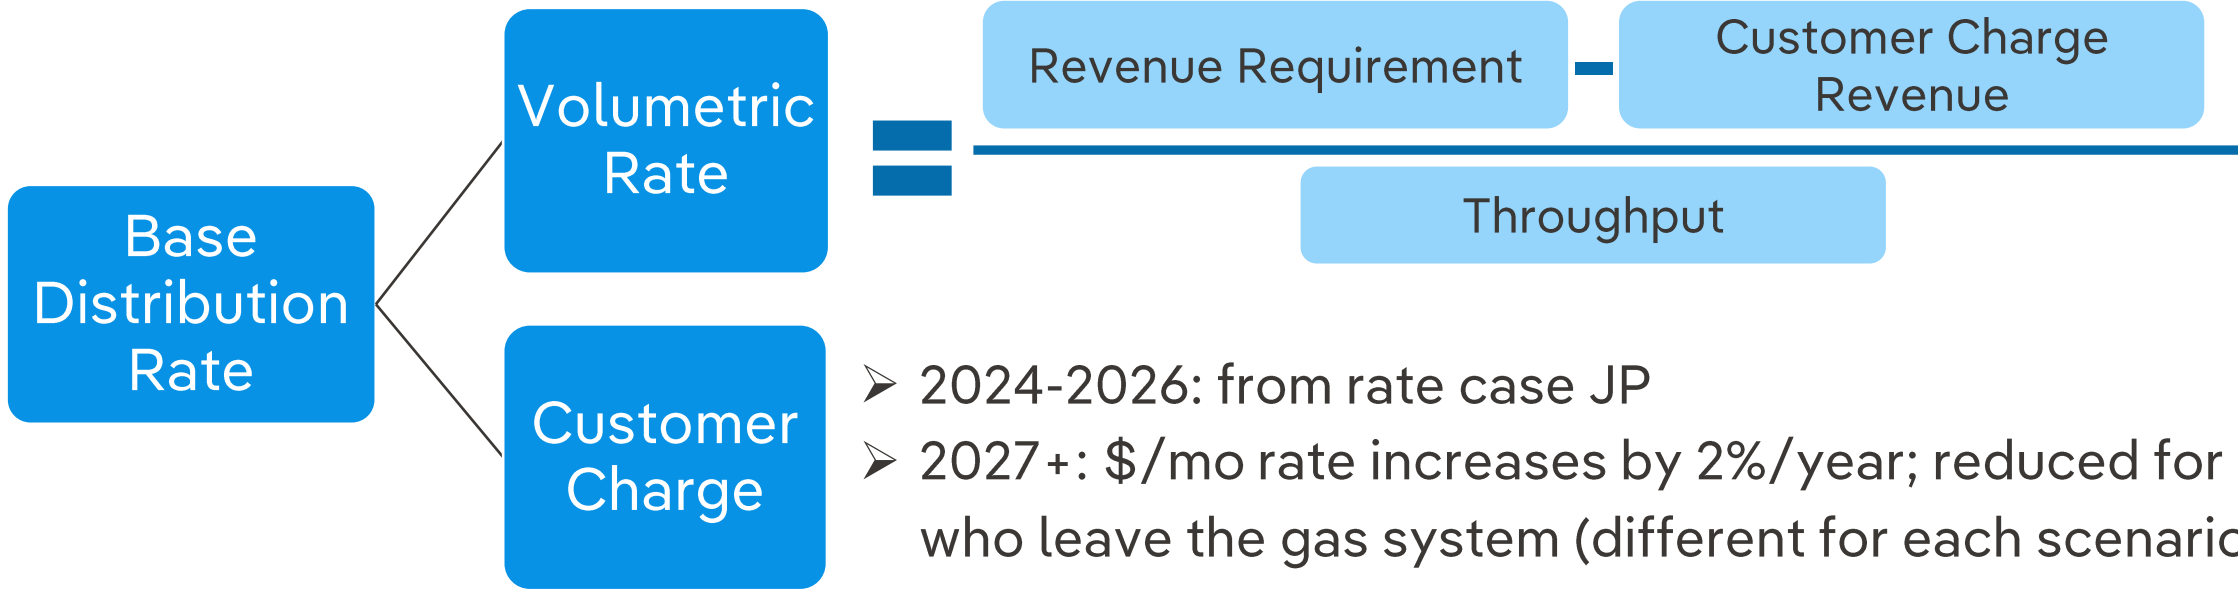 Base
Distribution
Rate
Volumetric
Rate
=
Revenue Requirement
-
Customer Charge
Revenue
Throughput
Customer
Charge
➢ 2024-2026: from rate case JP
➢ 2027+: $/mo rate increases by 2%/year; reduced for
who leave the gas system (different for each